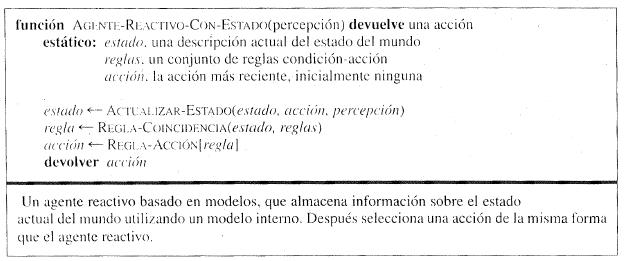 función AGENTE-REACTIVO-CON-ESTADO(percepción) devuelve una acción
estático: estado, una descripción actual del estado del mundo
reglas, un conjunto de reglas condición-acción
acción, la acción más reciente, inicialmente ninguna
estado ← ACTUALIZAR-ESTADO(estado, acción, percepción)
regla ← REGLA-COINCIDENCIA(estado, reglas)
acción ← REGLA-ACCIÓN[regla]
devolver acción
Un agente reactivo basado en modelos, que almacena información sobre el estado
actual del mundo utilizando un modelo interno. Después selecciona una acción de la misma forma
que el agente reactivo.